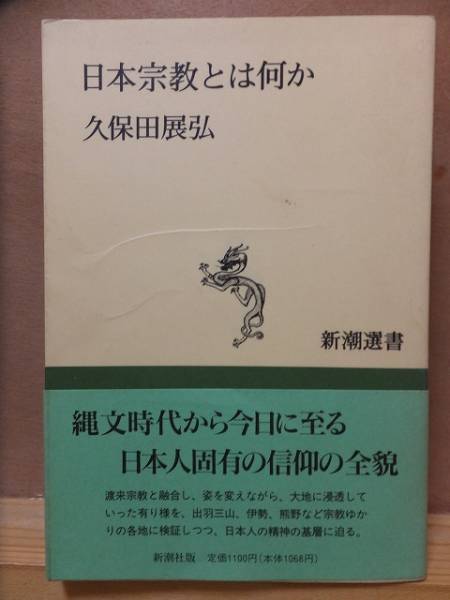 日本宗教とは何か
久保田展弘
新潮選書
縄文時代から今日に至る
日本人固有の信仰の全貌
渡来宗教と融合し、姿を変えながら、大地に浸透して
いった有り様を、出羽三山、伊勢、熊野など宗教ゆか
りの各地に検証しつつ、日本人の精神の基層に迫る。
新潮社版 定価1100円(本体1068円)